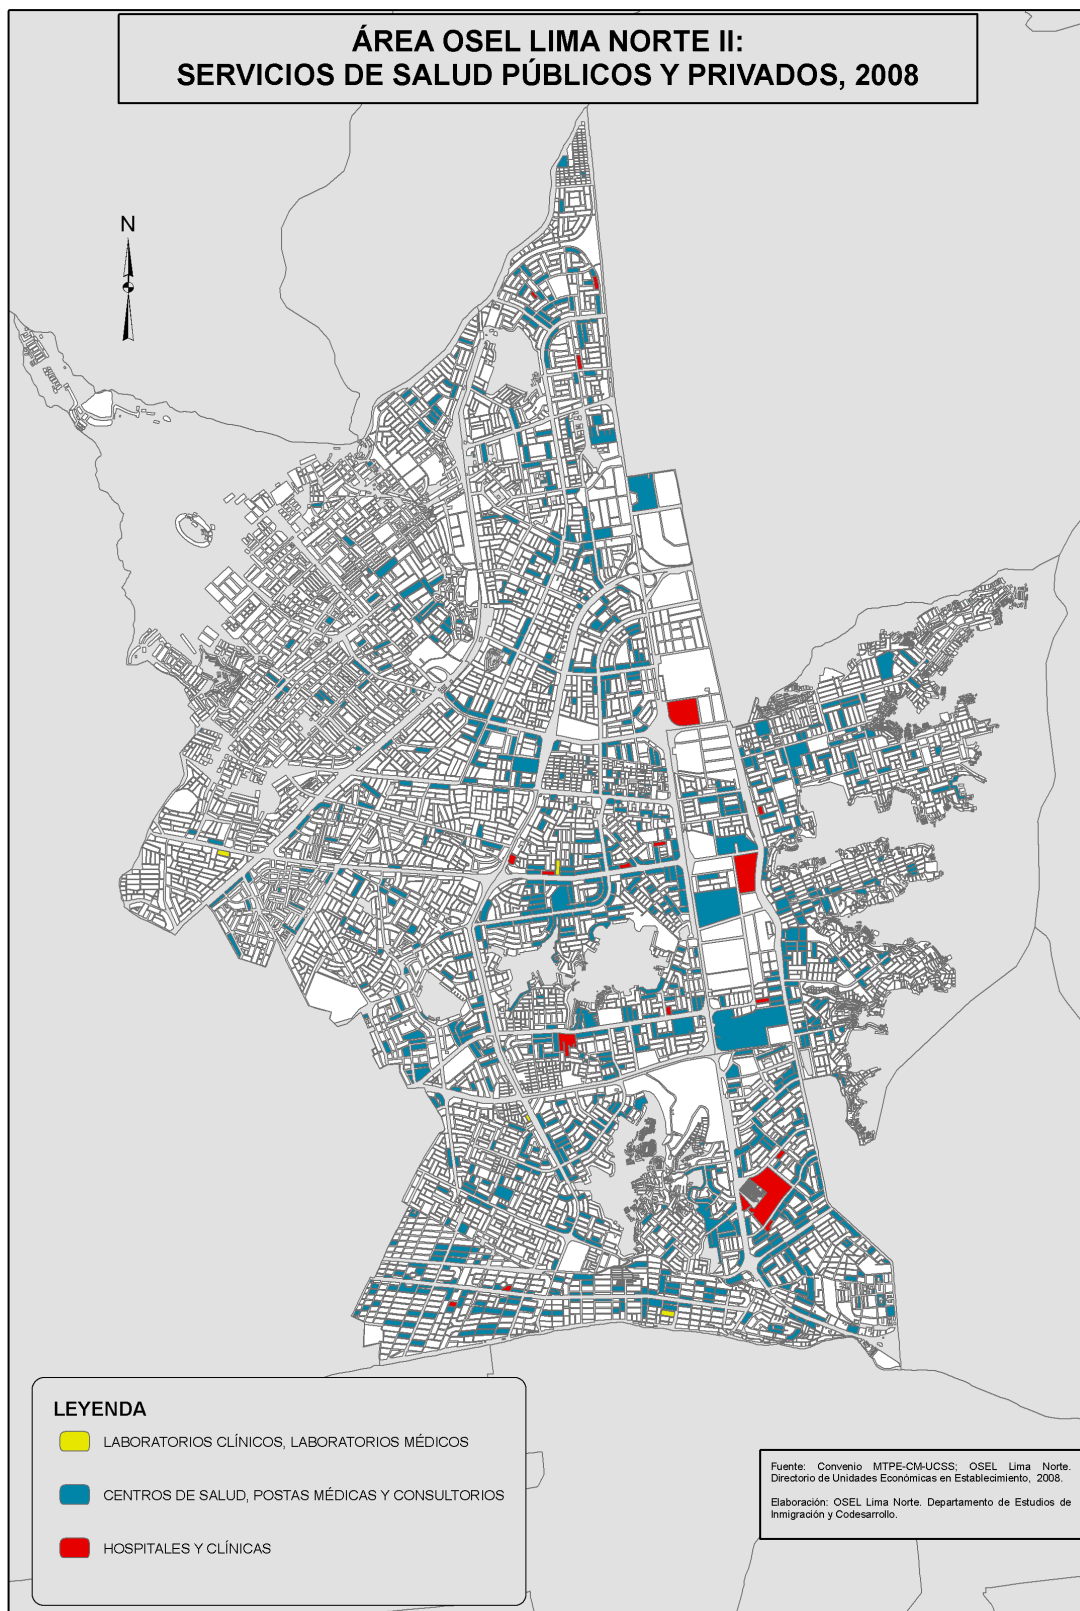 ÁREA OSEL LIMA NORTE II:
SERVICIOS DE SALUD PÚBLICOS Y PRIVADOS, 2008
N
LEYENDA
LABORATORIOS CLÍNICOS, LABORATORIOS MÉDICOS
CENTROS DE SALUD, POSTAS MÉDICAS Y CONSULTORIOS
HOSPITALES Y CLÍNICAS
Fuente: Convenio MTPE-CM-UCSS; OSEL Lima Norte.
Directorio de Unidades Económicas en Establecimiento, 2008.
Elaboración: OSEL Lima Norte. Departamento de Estudios de
Inmigración y Codesarrollo.